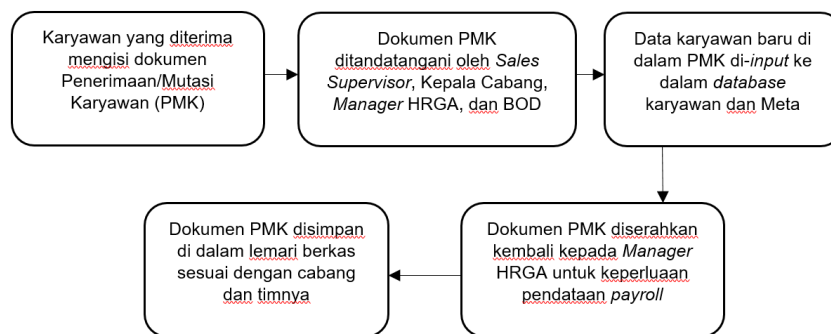 Karyawan yang diterima
mengisi dokumen
Penerimaan/Mutasi
Karyawan (PMK)
Dokumen PMK
ditandatangani oleh Sales
Supervisor, Kepala Cabang,
Manager HRGA, dan BOD
Data karyawan baru di
dalam PMK di-input ke
dalam database
karyawan dan Meta
Dokumen PMK diserahkan
kembali kepada Manager
HRGA untuk keperluaan
pendataan payroll
Dokumen PMK disimpan
di dalam lemari berkas
sesuai dengan cabang
dan timnya